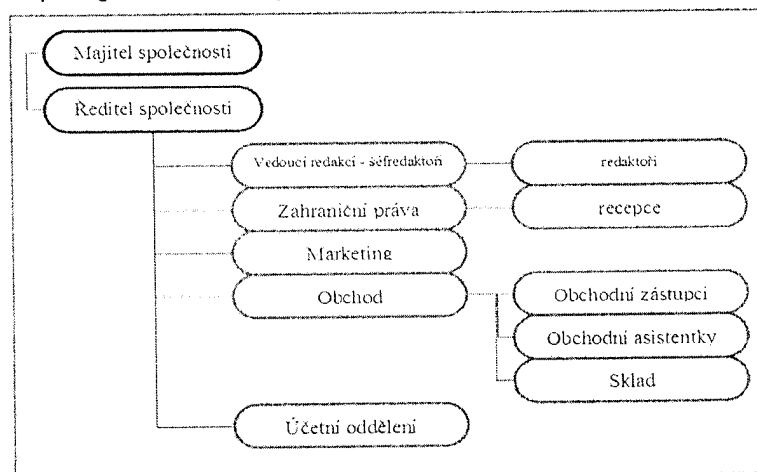 Majitel společnosti
Ředitel společnosti
Vedoucí redakcí - šéfredaktoři
redaktoři
Zahraniční práva
recepce
Marketing
Obchod
Obchodní zástupci
Obchodní asistentky
Sklad
Účetní oddělení